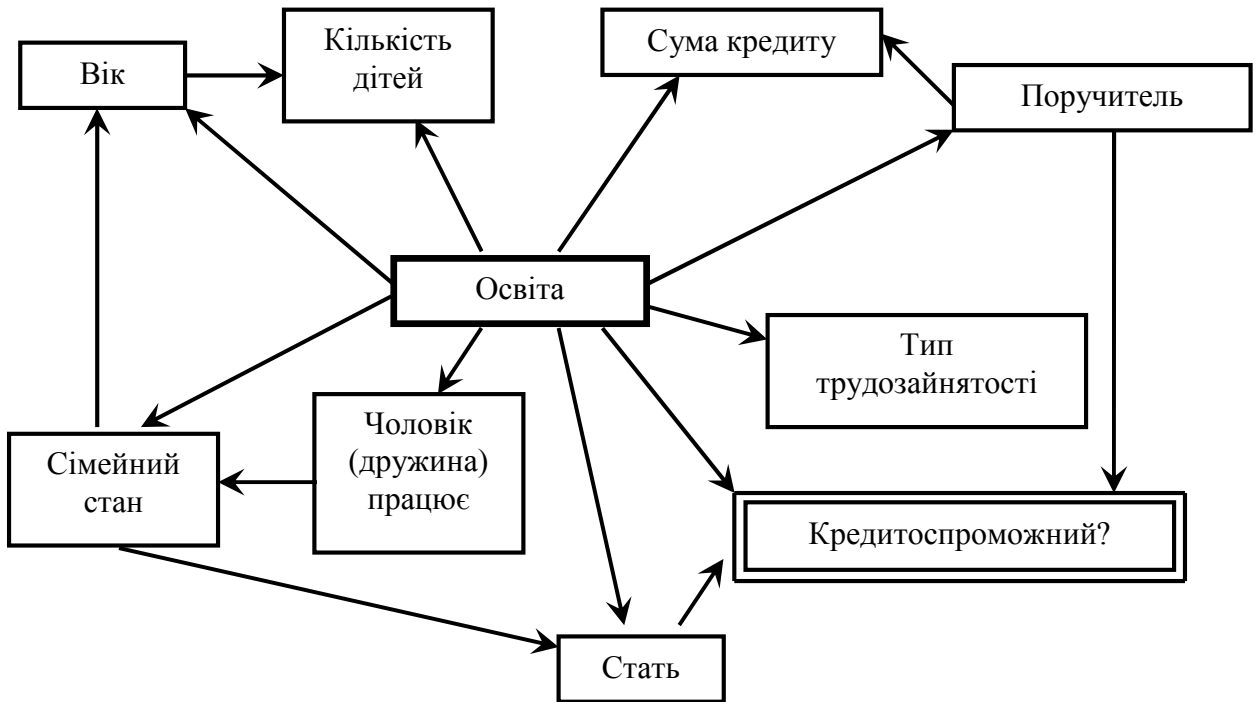 Вік
Кількість
дітей
Сума кредиту
Поручитель
Освіта
Тип
трудозайнятості
Чоловік
(дружина)
працює
Сімейний
стан
Кредитоспроможний?
Стать